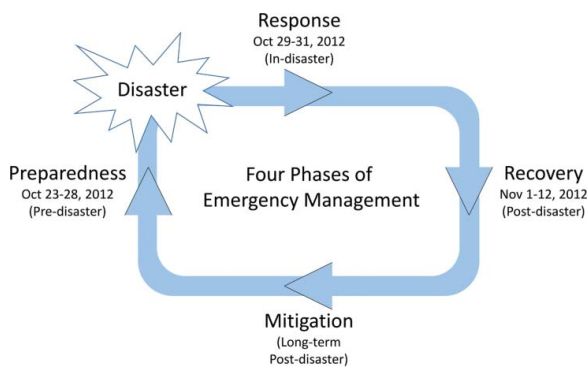 Response
Oct 29-31, 2012
(In-disaster)
Disaster
Preparedness
Oct 23-28, 2012
(Pre-disaster)
Four Phases of
Emergency Management
Recovery
Nov 1-12, 2012
(Post-disaster)
Mitigation
(Long-term
Post-disaster)